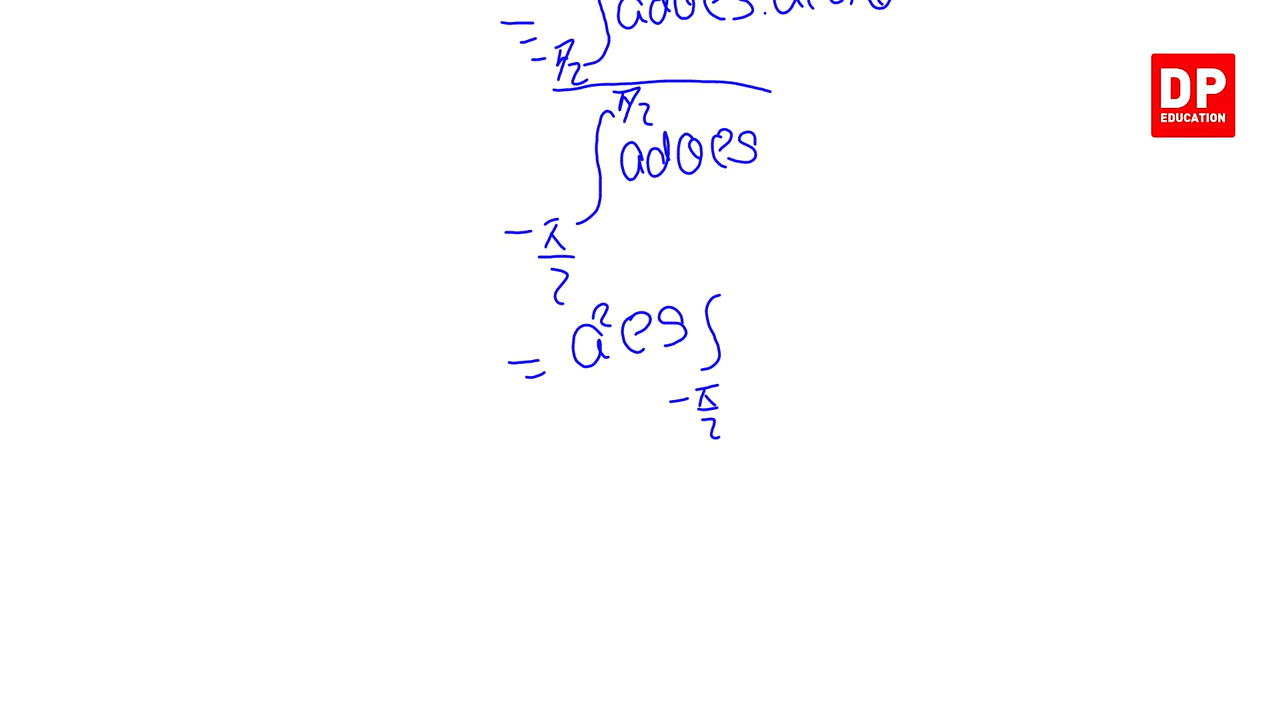 = ∫ adθes.
-π/2
DP
EDUCATION
∫ adθes
π/2
-π/2
= a²es ∫
-π/2